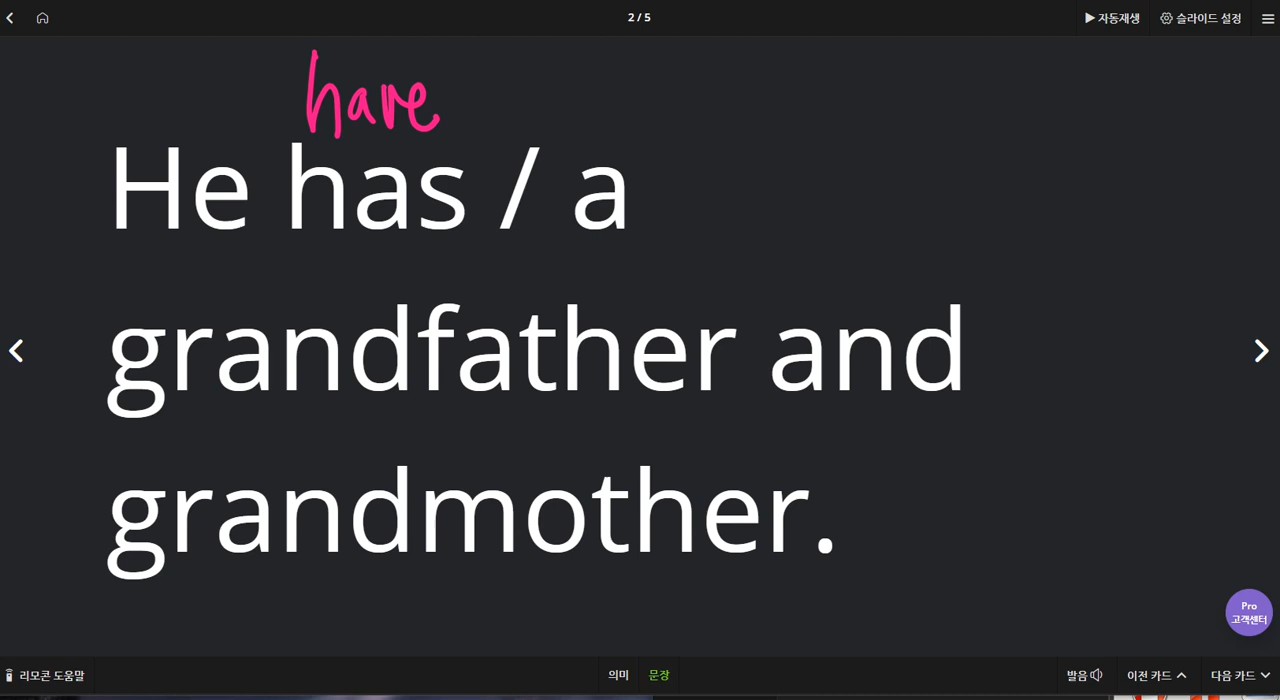 2 / 5
자동재생
슬라이드 설정
have
He has / a
grandfather and
grandmother.
Pro
고객센터
리모콘 도움말
의미
문장
발음
이전 카드
다음 카드